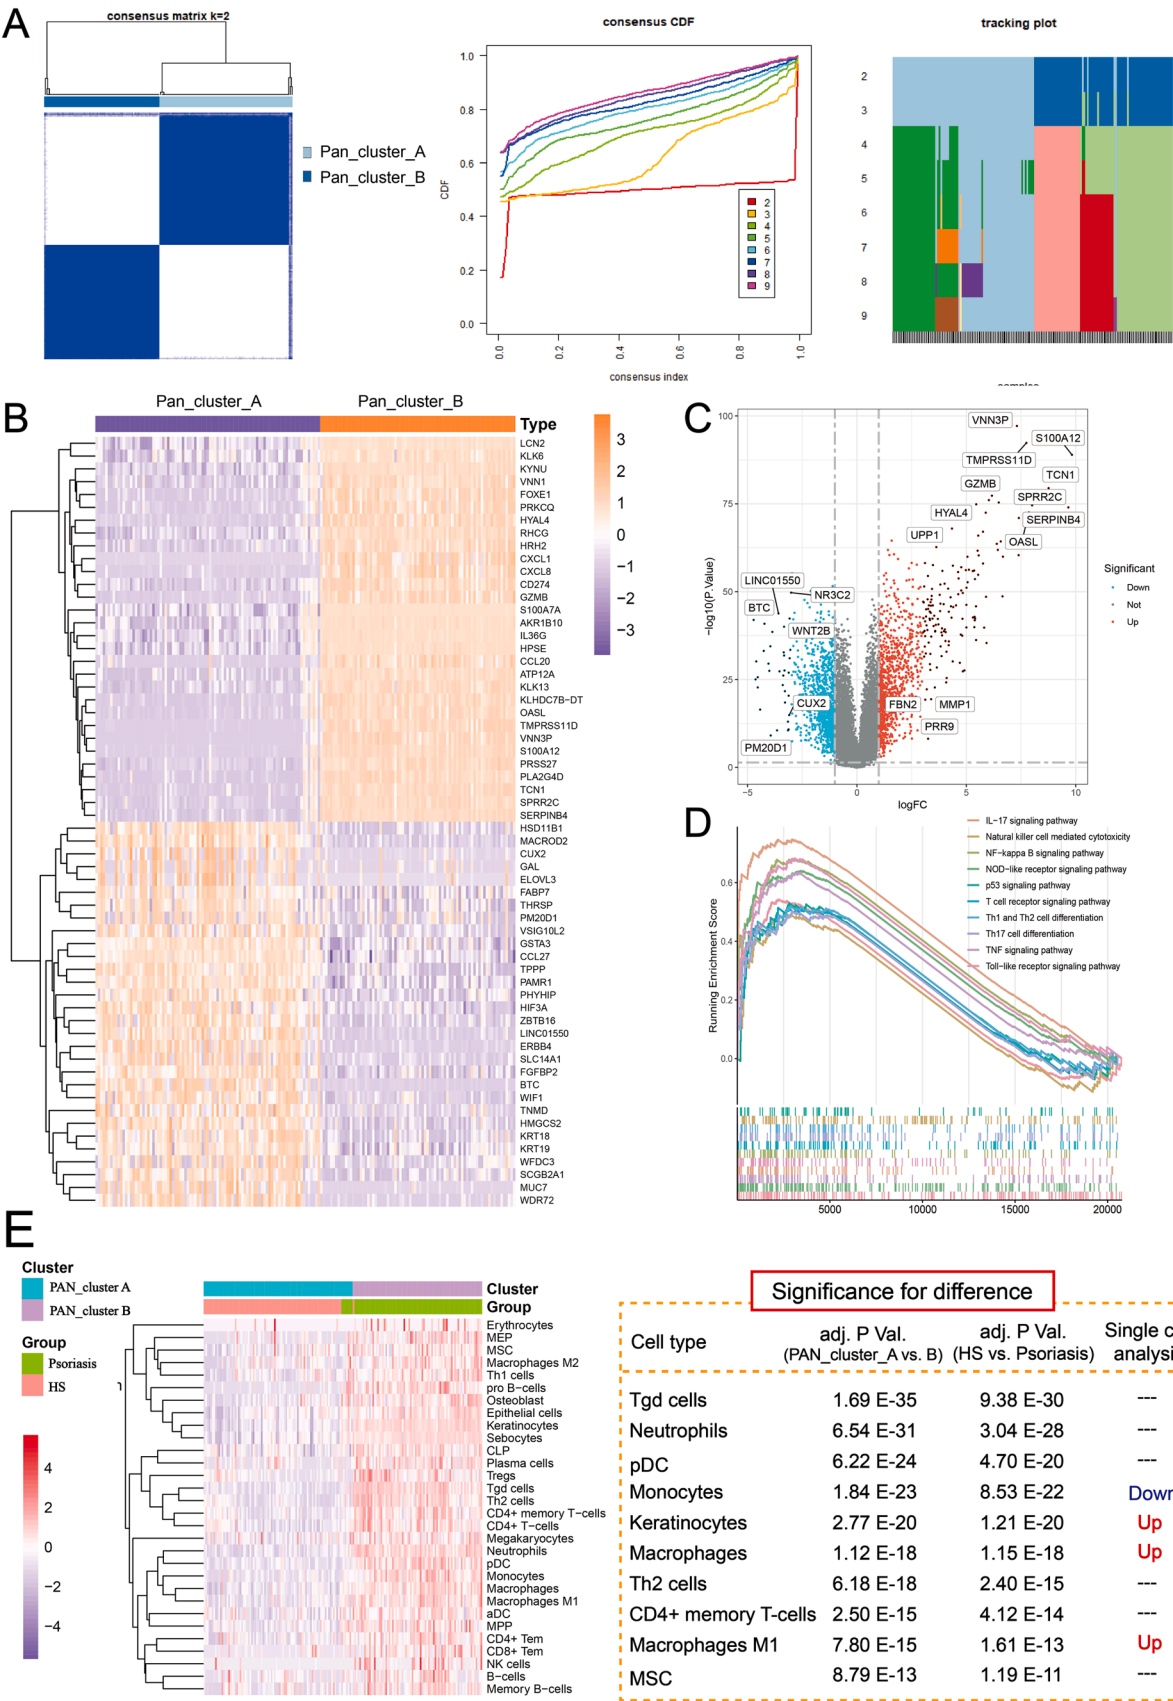 A
consensus matrix k=2
Pan_cluster_A
Pan_cluster_B
consensus CDF
CDF
1.0
0.8
0.6
0.4
0.2
0.0
2
3
4
5
6
7
8
9
0.0
0.2
0.4
0.6
0.8
1.0
consensus index
tracking plot
2
3
4
5
6
7
8
9
samples
B
Pan_cluster_A
Pan_cluster_B
Type
LCN2
KLK6
KYNU
VNN1
FOXE1
PRKCQ
HYAL4
RHCG
HRH2
CXCL1
CXCL8
CD274
GZMB
S100A7A
AKR1B10
IL36G
HPSE
CCL20
ATP12A
KLK13
KLHDC7B−DT
OASL
TMPRSS11D
VNN3P
S100A12
PRSS27
PLA2G4D
TCN1
SPRR2C
SERPINB4
HSD11B1
MACROD2
CUX2
GAL
ELOVL3
FABP7
THRSP
PM20D1
VSIG10L2
GSTA3
CCL27
TPPP
PAMR1
PHYHIP
HIF3A
ZBTB16
LINC01550
ERBB4
SLC14A1
FGFBP2
BTC
WIF1
TNMD
HMGCS2
KRT18
KRT19
WFDC3
SCGB2A1
MUC7
WDR72
3
2
1
0
−1
−2
−3
C
−log10(P.Value)
100
75
50
25
0
VNN3P
S100A12
TMPRSS11D
TCN1
GZMB
SPRR2C
HYAL4
SERPINB4
UPP1
OASL
LINC01550
NR3C2
BTC
WNT2B
CUX2
FBN2
MMP1
PRR9
PM20D1
−5
0
5
10
logFC
Significant
Down
Not
Up
D
IL−17 signaling pathway
Natural killer cell mediated cytotoxicity
NF−kappa B signaling pathway
NOD−like receptor signaling pathway
p53 signaling pathway
T cell receptor signaling pathway
Th1 and Th2 cell differentiation
Th17 cell differentiation
TNF signaling pathway
Toll−like receptor signaling pathway
Running Enrichment Score
0.6
0.4
0.2
0.0
5000
10000
15000
20000
E
Cluster
PAN_cluster A
PAN_cluster B
Group
Psoriasis
HS
4
2
0
−2
−4
Cluster
Group
Erythrocytes
MEP
MSC
Macrophages M2
Th1 cells
pro B−cells
Osteoblast
Epithelial cells
Keratinocytes
Sebocytes
CLP
Plasma cells
Tregs
Tgd cells
Th2 cells
CD4+ memory T−cells
CD4+ T−cells
Megakaryocytes
Neutrophils
pDC
Monocytes
Macrophages
Macrophages M1
aDC
MPP
CD4+ Tem
CD8+ Tem
NK cells
B−cells
Memory B−cells
Significance for difference
Cell type adj. P Val. (PAN_cluster_A vs. B) adj. P Val. (HS vs. Psoriasis) Single c analysi
Tgd cells 1.69 E-35 9.38 E-30 ---
Neutrophils 6.54 E-31 3.04 E-28 ---
pDC 6.22 E-24 4.70 E-20 ---
Monocytes 1.84 E-23 8.53 E-22 Down
Keratinocytes 2.77 E-20 1.21 E-20 Up
Macrophages 1.12 E-18 1.15 E-18 Up
Th2 cells 6.18 E-18 2.40 E-15 ---
CD4+ memory T-cells 2.50 E-15 4.12 E-14 ---
Macrophages M1 7.80 E-15 1.61 E-13 Up
MSC 8.79 E-13 1.19 E-11 ---